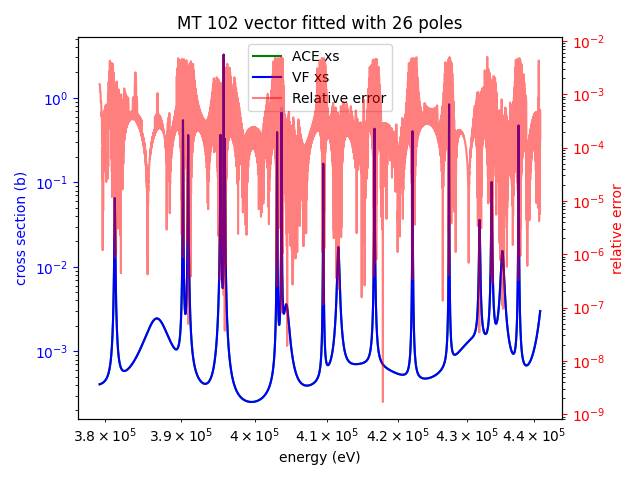 MT 102 vector fitted with 26 poles
ACE xs
VF xs
Relative error
cross section (b)
10⁰
10⁻¹
10⁻²
10⁻³
relative error
10⁻²
10⁻³
10⁻⁴
10⁻⁵
10⁻⁶
10⁻⁷
10⁻⁸
10⁻⁹
3.8 × 10⁵ 3.9 × 10⁵ 4 × 10⁵ 4.1 × 10⁵ 4.2 × 10⁵ 4.3 × 10⁵ 4.4 × 10⁵
energy (eV)